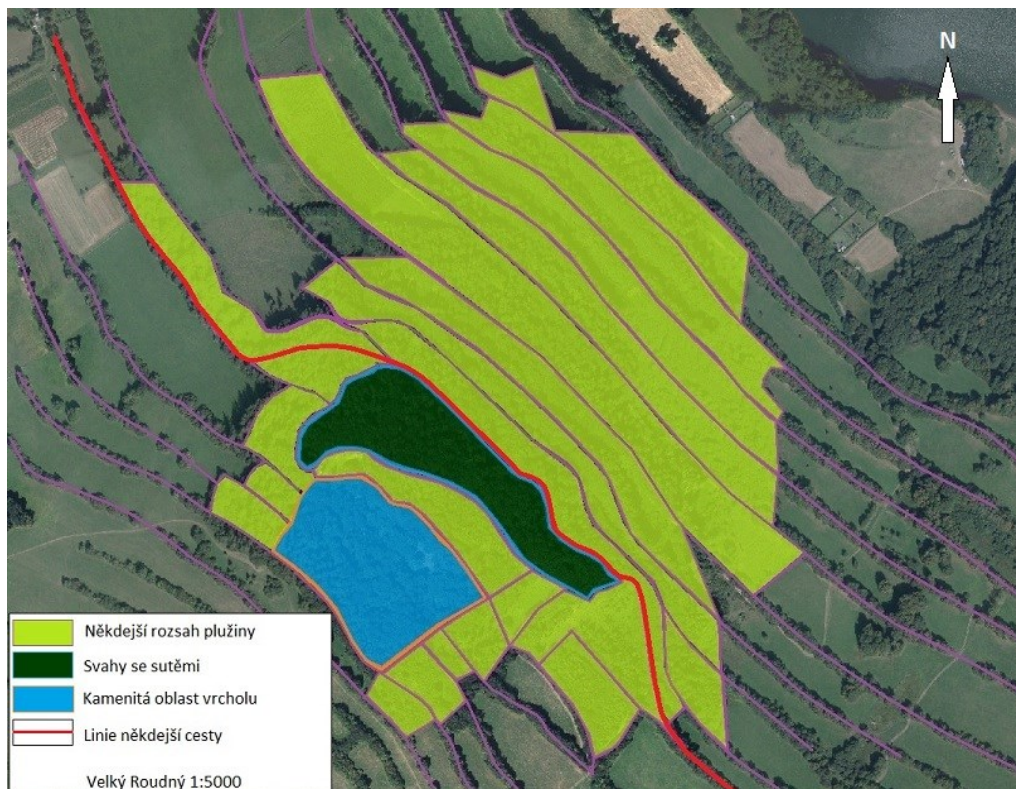 N
Někdejší rozsah plužiny
Svahy se sutěmi
Kamenitá oblast vrcholu
Linie někdejší cesty
Velký Roudný 1:5000